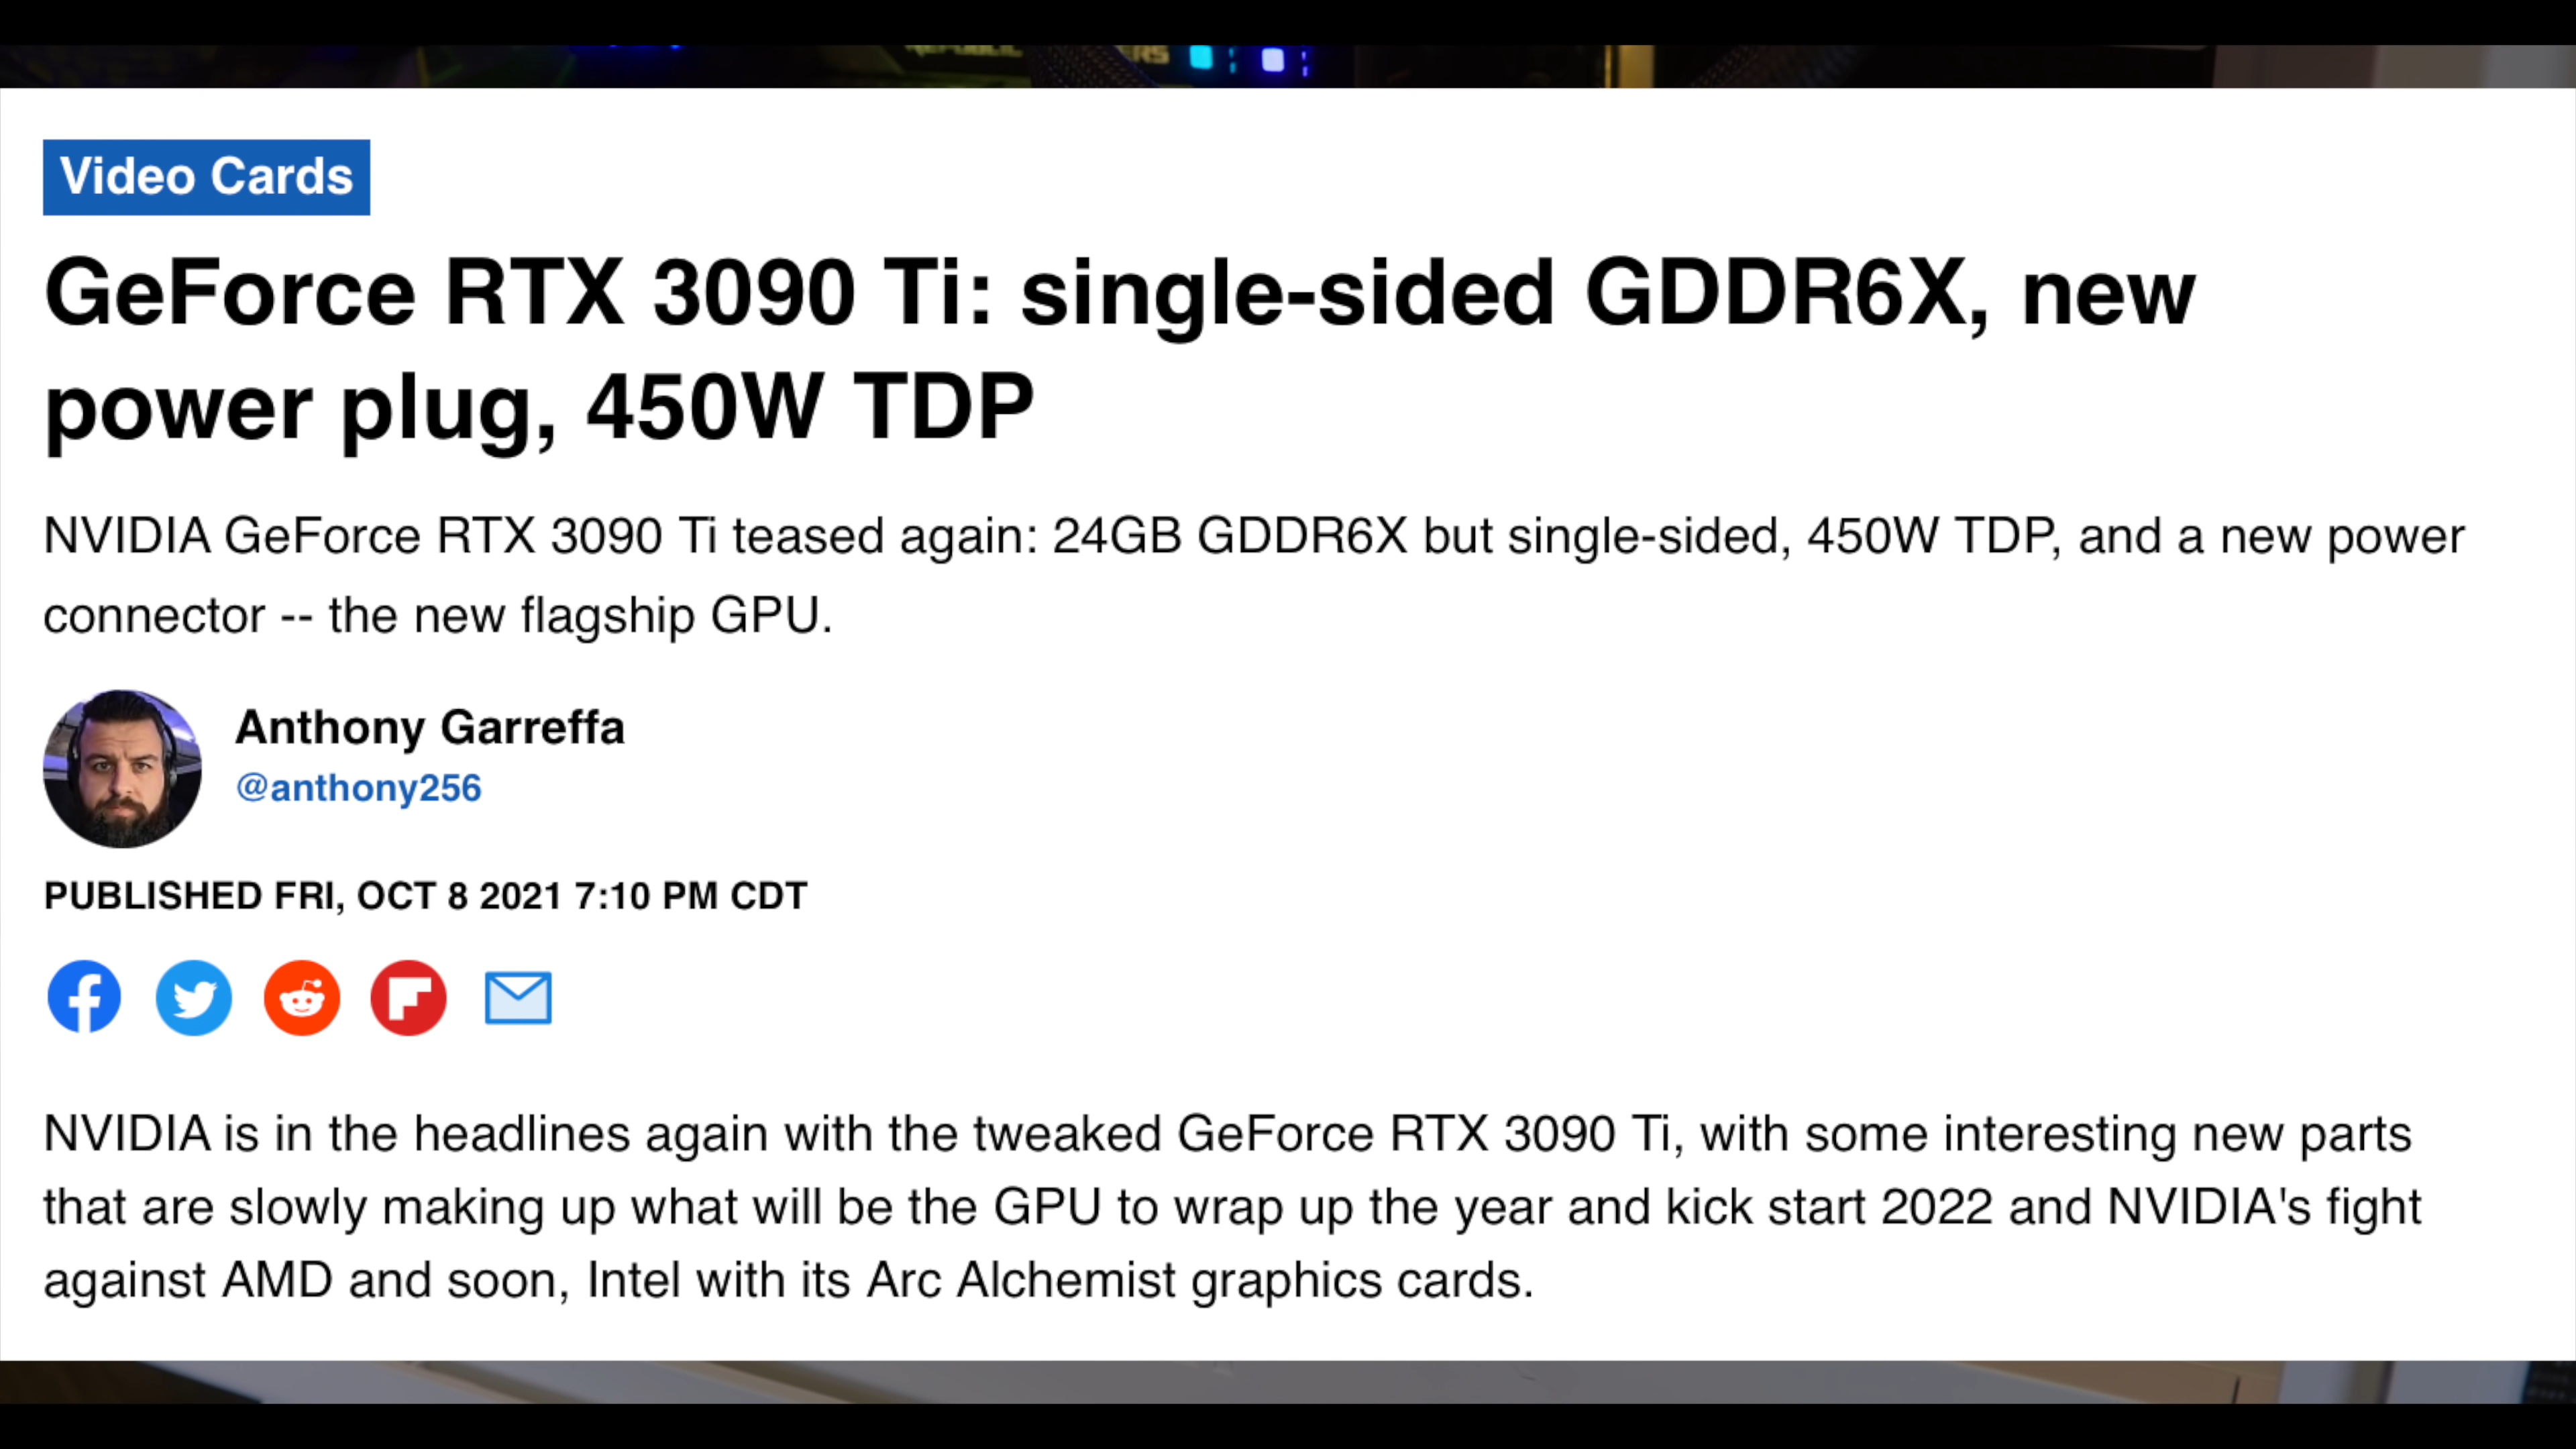 Video Cards
GeForce RTX 3090 Ti: single-sided GDDR6X, new
power plug, 450W TDP
NVIDIA GeForce RTX 3090 Ti teased again: 24GB GDDR6X but single-sided, 450W TDP, and a new power
connector -- the new flagship GPU.
Anthony Garreffa
@anthony256
PUBLISHED FRI, OCT 8 2021 7:10 PM CDT
NVIDIA is in the headlines again with the tweaked GeForce RTX 3090 Ti, with some interesting new parts
that are slowly making up what will be the GPU to wrap up the year and kick start 2022 and NVIDIA's fight
against AMD and soon, Intel with its Arc Alchemist graphics cards.